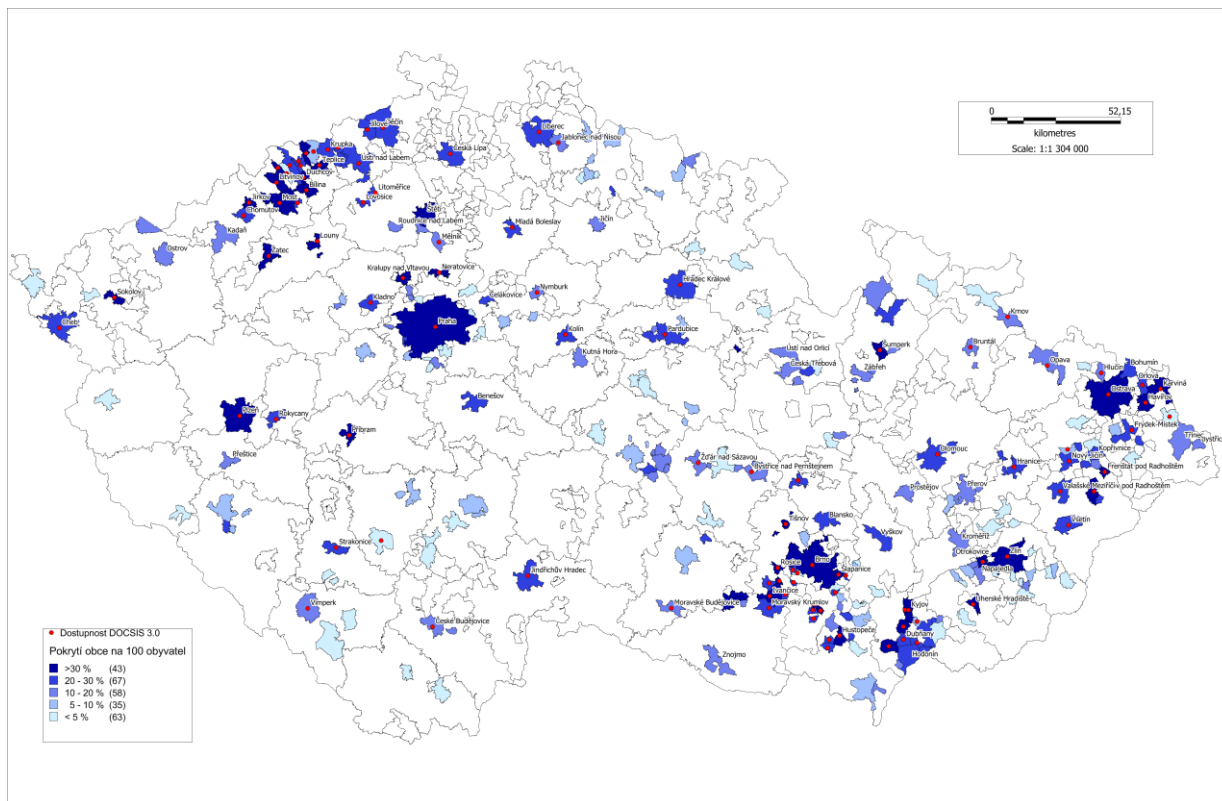 0 52,15
kilometres
Scale: 1:1 304 000
Jílové
Děčín
Liberec
Jablonec nad Nisou
Krupka
Teplice
Ústí nad Labem
Česká Lípa
Duchcov
Litvínov
Bílina
Litoměřice
Lovosice
Jirkov
Most
Chomutov
Štětí
Roudnice nad Labem
Mladá Boleslav
Jičín
Kadaň
Mělník
Louny
Ostrov
Žatec
Kralupy nad Vltavou
Neratovice
Hradec Králové
Sokolov
Kladno
Čelákovice
Nymburk
Krnov
Cheb
Praha
Kolín
Pardubice
Šumperk
Bruntál
Kutná Hora
Ústí nad Orlicí
Česká Třebová
Zábřeh
Opava
Bohumín
Hlučín
Orlová
Karviná
Ostrava
Havířov
Benešov
Plzeň
Rokycany
Příbram
Frýdek-Místek
Třinec
Bystřice
Přeštice
Žďár nad Sázavou
Bystřice nad Pernštejnem
Olomouc
Hranice
Kopřivnice
Nový Jičín
Frenštát pod Radhoštěm
Prostějov
Přerov
Valašské Meziříčí
Tišnov
Blansko
Vyškov
Vsetín
Kroměříž
Strakonice
Otrokovice
Zlín
Jindřichův Hradec
Rosice
Brno
Šlapanice
Napajedla
Ivančice
Vimperk
Moravské Budějovice
Moravský Krumlov
Kyjov
Uherské Hradiště
České Budějovice
Hustopeče
Dubňany
Znojmo
Hodonín
Dostupnost DOCSIS 3.0
Pokrytí obce na 100 obyvatel
>30 % (43)
20 - 30 % (67)
10 - 20 % (58)
5 - 10 % (35)
< 5 % (63)